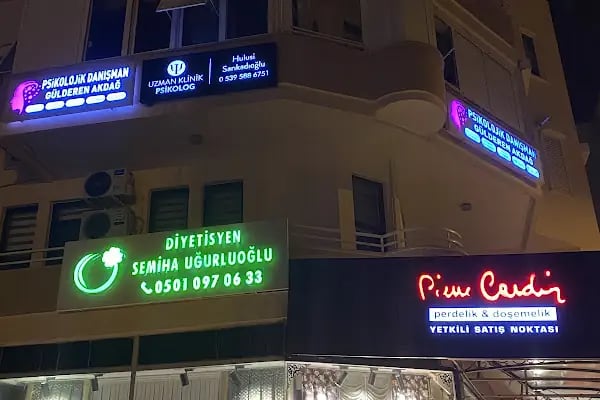 PSİKOLOJİK DANIŞMAN
GÜLDEREN AKDAĞ
UZMAN KLİNİK
PSİKOLOG
Hulusi
Sarıkadıoğlu
0 539 588 6751
PSİKOLOJİK DANIŞMAN
GÜLDEREN AKDAĞ
DİYETİSYEN
SEMİHA UĞURLUOĞLU
0501 097 06 33
Pierre Cardin
perdelik & döşemelik
YETKİLİ SATIŞ NOKTASI